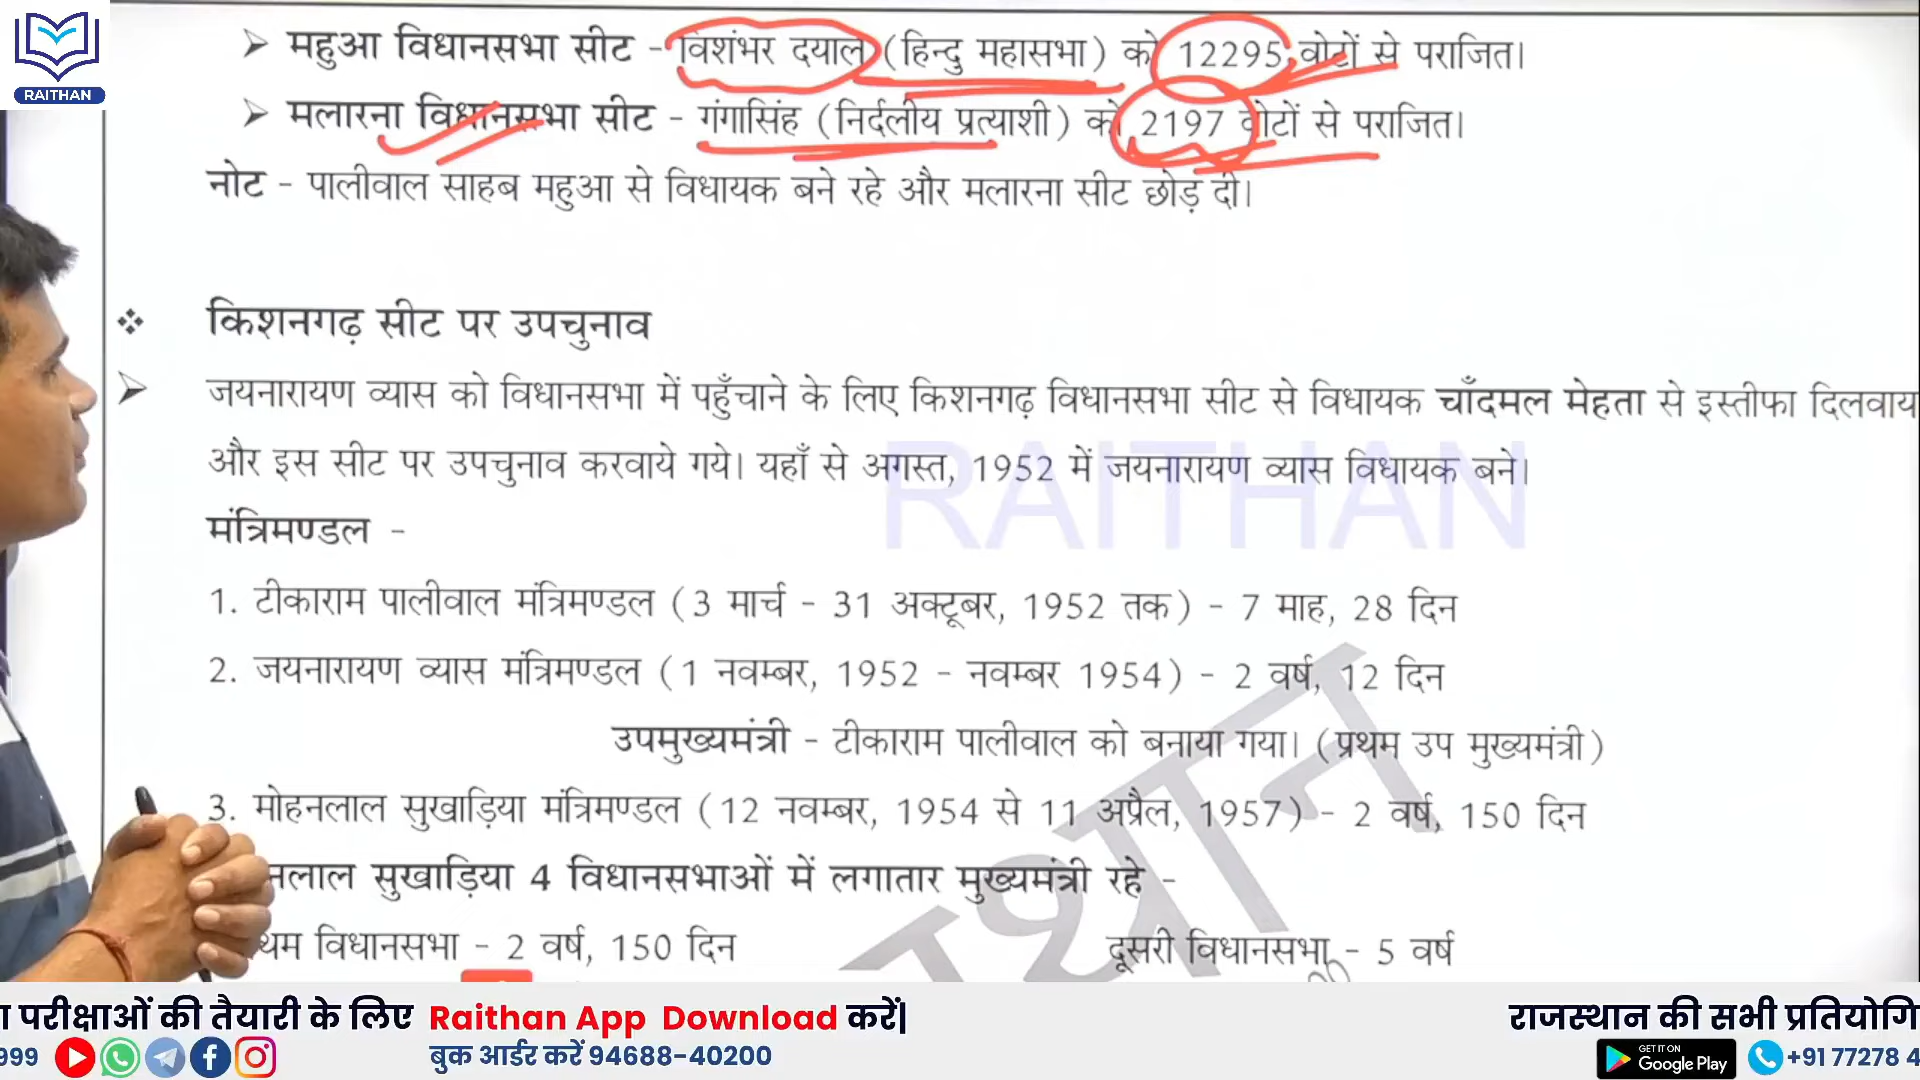 RAITHAN
➢ महुआ विधानसभा सीट - विशंभर दयाल (हिन्दु महासभा) को 12295 वोटों से पराजित।
➢ मलारना विधानसभा सीट - गंगासिंह (निर्दलीय प्रत्याशी) को 2197 वोटों से पराजित।
नोट - पालीवाल साहब महुआ से विधायक बने रहे और मलारना सीट छोड़ दी।
❖ किशनगढ़ सीट पर उपचुनाव
➢ जयनारायण व्यास को विधानसभा में पहुँचाने के लिए किशनगढ़ विधानसभा सीट से विधायक चाँदमल मेहता से इस्तीफा दिलवाय
और इस सीट पर उपचुनाव करवाये गये। यहाँ से अगस्त, 1952 में जयनारायण व्यास विधायक बने।
RAITHAN
मंत्रिमण्डल -
1. टीकाराम पालीवाल मंत्रिमण्डल (3 मार्च - 31 अक्टूबर, 1952 तक) - 7 माह, 28 दिन
2. जयनारायण व्यास मंत्रिमण्डल (1 नवम्बर, 1952 - नवम्बर 1954) - 2 वर्ष, 12 दिन
उपमुख्यमंत्री - टीकाराम पालीवाल को बनाया गया। (प्रथम उप मुख्यमंत्री)
3. मोहनलाल सुखाड़िया मंत्रिमण्डल (12 नवम्बर, 1954 से 11 अप्रैल, 1957) - 2 वर्ष, 150 दिन
नलाल सुखाड़िया 4 विधानसभाओं में लगातार मुख्यमंत्री रहे -
थम विधानसभा - 2 वर्ष, 150 दिन दूसरी विधानसभा - 5 वर्ष
परीक्षाओं की तैयारी के लिए Raithan App Download करें| राजस्थान की सभी प्रतियोगि
999 बुक आर्डर करें 94688-40200 GET IT ON Google Play +91 77278 4